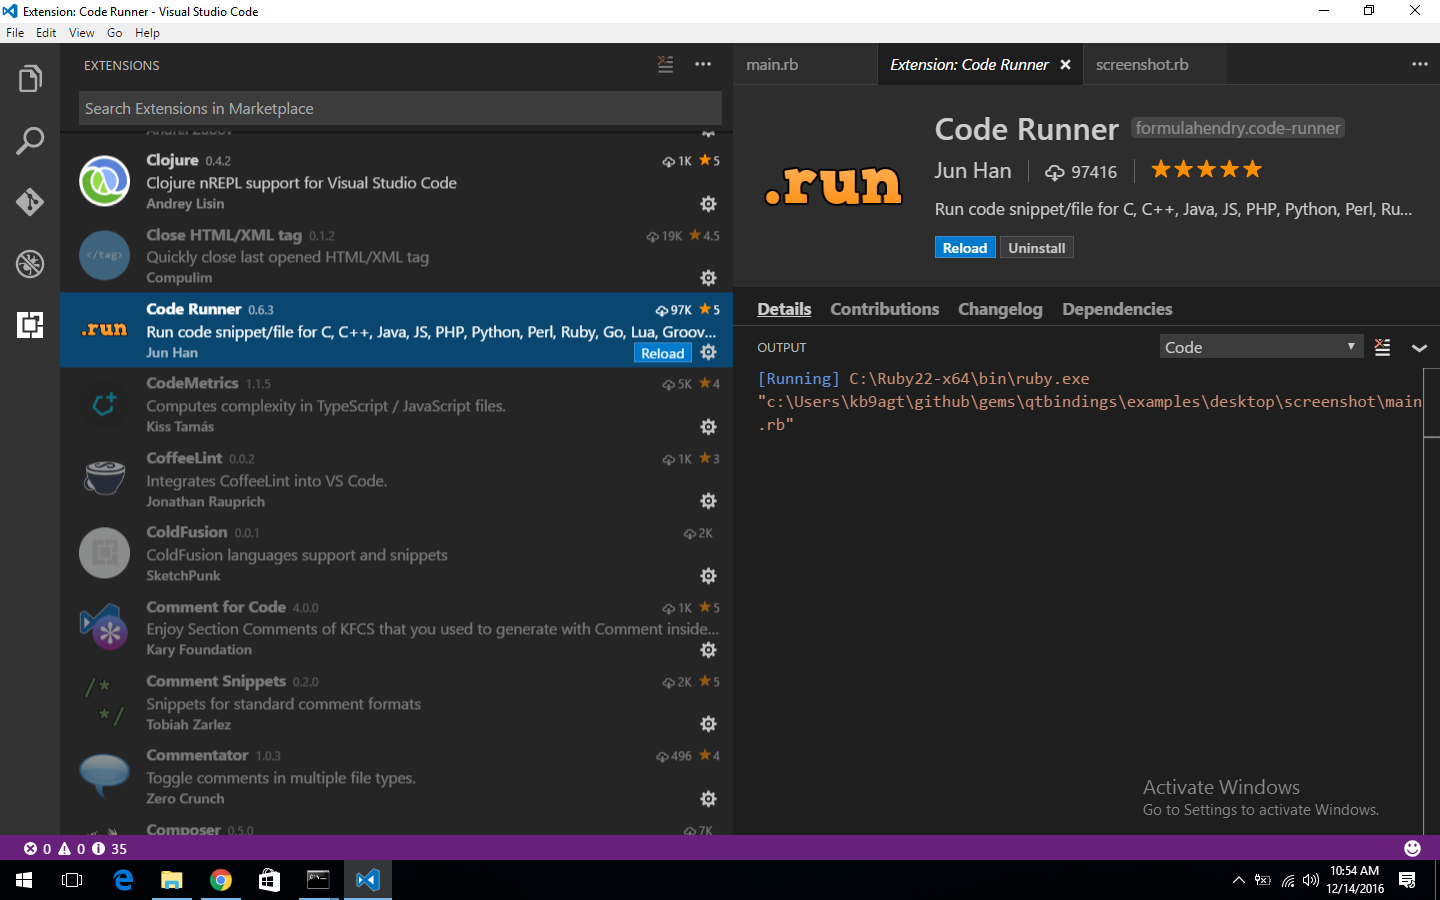 Extension: Code Runner - Visual Studio Code
File Edit View Go Help
EXTENSIONS
Search Extensions in Marketplace
Andrei Zubov
Clojure 0.4.2 1K 5
Clojure nREPL support for Visual Studio Code
Andrey Lisin
</tag>
Close HTML/XML tag 0.1.2 19K 4.5
Quickly close last opened HTML/XML tag
Compulim
.run
Code Runner 0.6.3 97K 5
Run code snippet/file for C, C++, Java, JS, PHP, Python, Perl, Ruby, Go, Lua, Groov...
Jun Han Reload
CodeMetrics 1.1.5 5K 4
Computes complexity in TypeScript / JavaScript files.
Kiss Tamás
CoffeeLint 0.0.2 1K 3
Integrates CoffeeLint into VS Code.
Jonathan Rauprich
ColdFusion 0.0.1 2K
ColdFusion languages support and snippets
SketchPunk
Comment for Code 4.0.0 1K 5
Enjoy Section Comments of KFCS that you used to generate with Comment inside...
Kary Foundation
/*
*/
Comment Snippets 0.2.0 2K 5
Snippets for standard comment formats
Tobiah Zarlez
Commentator 1.0.3 496 4
Toggle comments in multiple file types.
Zero Crunch
Composer 0.5.0 7K
main.rb Extension: Code Runner screenshot.rb
.run
Code Runner formulahendry.code-runner
Jun Han 97416
Run code snippet/file for C, C++, Java, JS, PHP, Python, Perl, Ru...
Reload Uninstall
Details Contributions Changelog Dependencies
OUTPUT Code
[Running] C:\Ruby22-x64\bin\ruby.exe
"c:\Users\kb9agt\github\gems\qtbindings\examples\desktop\screenshot\main
.rb"
Activate Windows
Go to Settings to activate Windows.
0 0 35
10:54 AM
12/14/2016